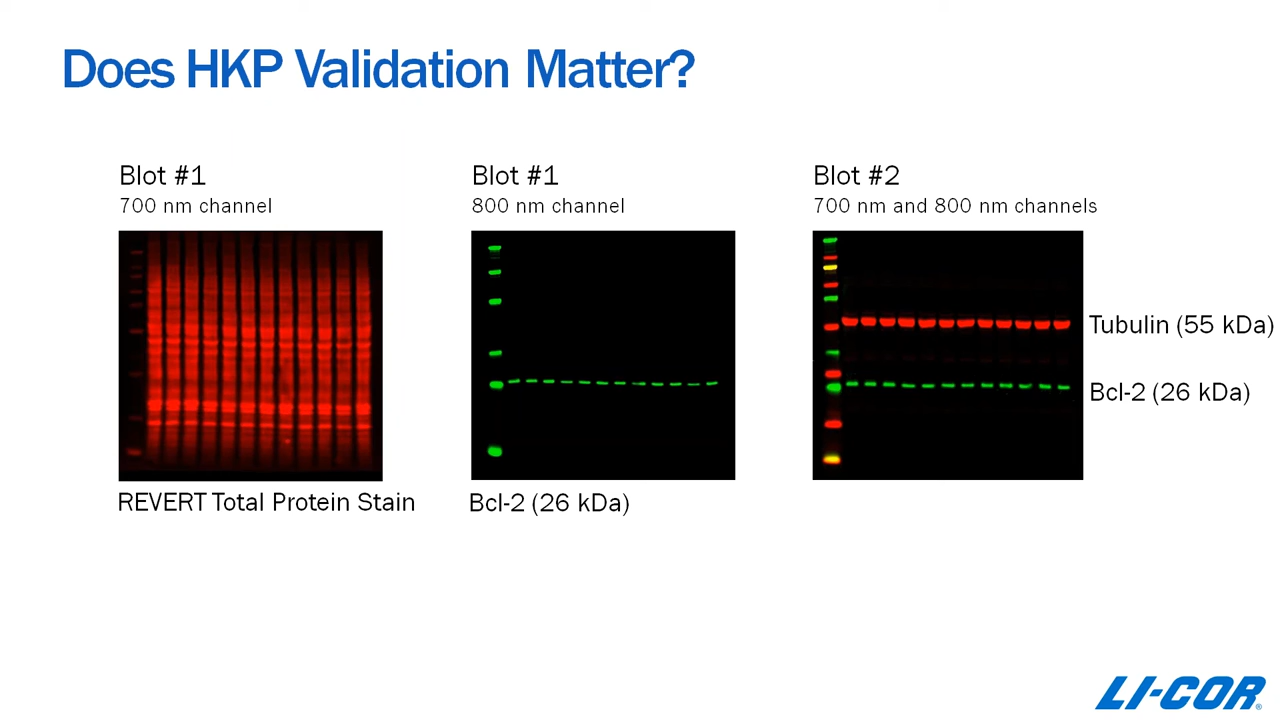 Does HKP Validation Matter?
Blot #1
700 nm channel
REVERT Total Protein Stain
Blot #1
800 nm channel
Bcl-2 (26 kDa)
Blot #2
700 nm and 800 nm channels
Tubulin (55 kDa)
Bcl-2 (26 kDa)
LI-COR®